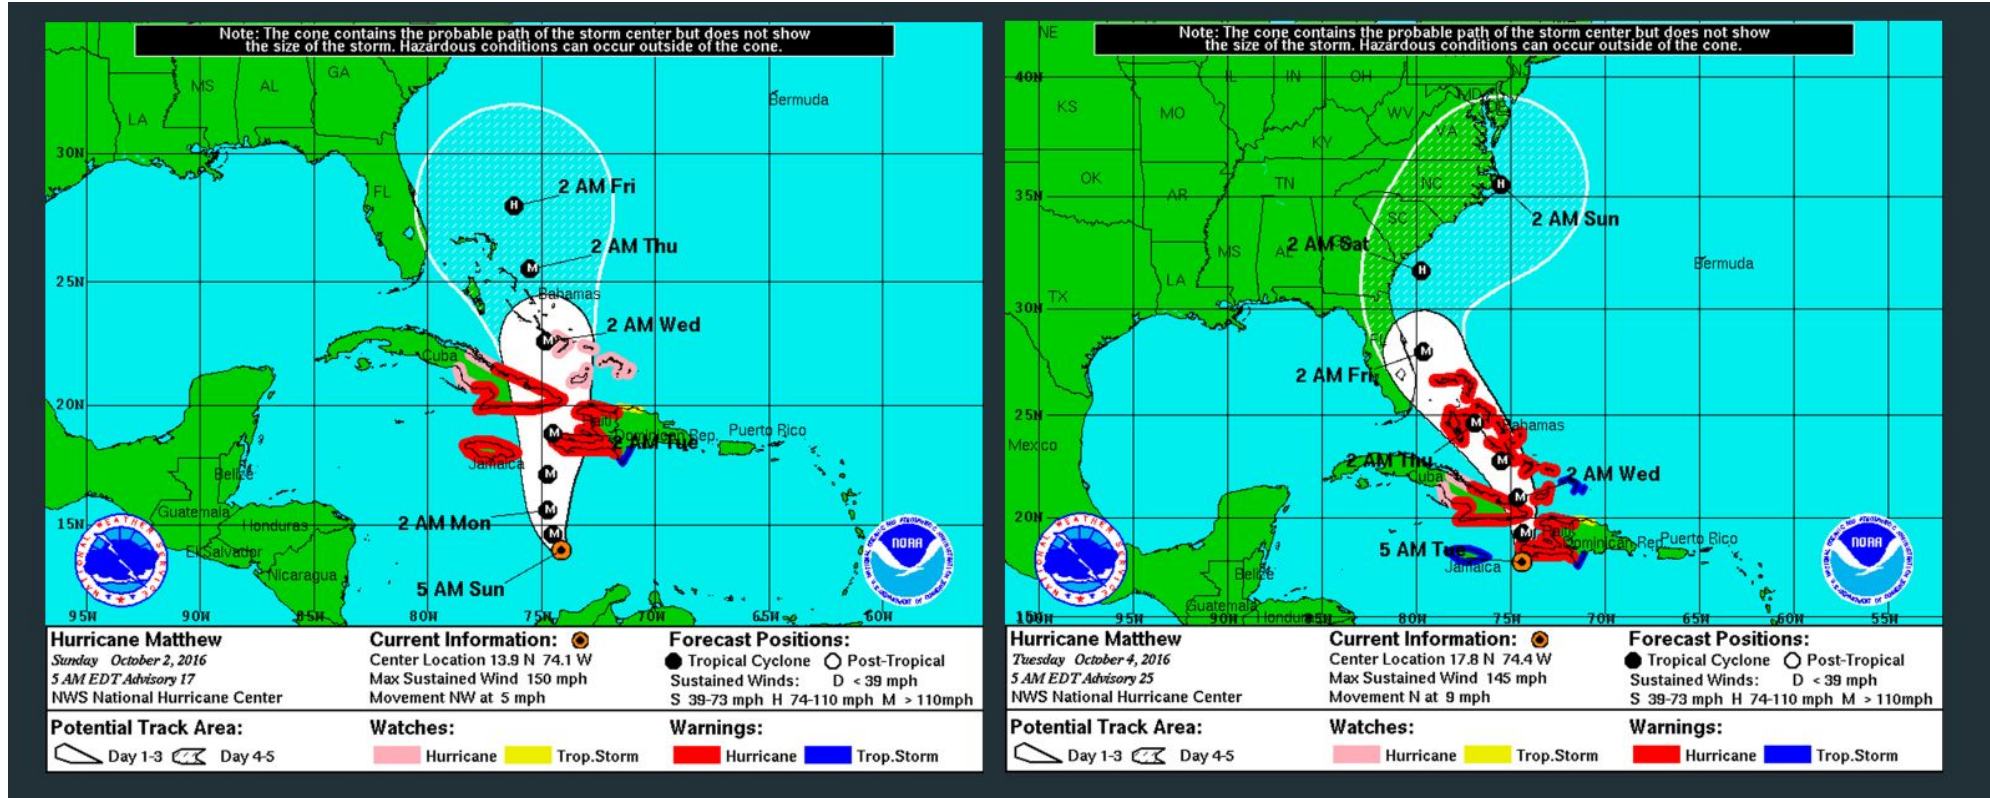 Note: The cone contains the probable path of the storm center but does not show
the size of the storm. Hazardous conditions can occur outside of the cone.
MS
AL
GA
LA
Bermuda
30N
FL
2 AM Fri
H
2 AM Thu
M
25N
Bahamas
2 AM Wed
M
Cuba
20N
Haiti
Dominican Rep.
Puerto Rico
M
2 AM Tue
Jamaica
M
Belize
M
Guatemala
2 AM Mon
15N
Honduras
M
El Salvador
Nicaragua
NOAA
5 AM Sun
95W 90W 85W 80W 75W 70W 65W 60W
Hurricane Matthew
Sunday October 2, 2016
5 AM EDT Advisory 17
NWS National Hurricane Center
Current Information:
Center Location 13.9 N 74.1 W
Max Sustained Wind 150 mph
Movement NW at 5 mph
Forecast Positions:
Tropical Cyclone Post-Tropical
Sustained Winds: D < 39 mph
S 39-73 mph H 74-110 mph M > 110mph
Potential Track Area:
Day 1-3 Day 4-5
Watches:
Hurricane Trop.Storm
Warnings:
Hurricane Trop.Storm
Note: The cone contains the probable path of the storm center but does not show
the size of the storm. Hazardous conditions can occur outside of the cone.
NE
40N
IL
IN
OH
NJ
MD
DE
KS
MO
WV
VA
KY
OK
AR
TN
NC
H
35N
SC
2 AM Sun
2 AM Sat
MS
AL
H
Bermuda
LA
TX
30N
FL
M
2 AM Fri
25N
Mexico
M
Bahamas
2 AM Thu
M
2 AM Wed
Cuba
M
20N
M
Haiti
Dominican Rep.
Puerto Rico
5 AM Tue
Jamaica
Belize
NOAA
Guatemala
Honduras
100W 95W 90W 85W 80W 75W 70W 65W 60W 55W
Hurricane Matthew
Tuesday October 4, 2016
5 AM EDT Advisory 25
NWS National Hurricane Center
Current Information:
Center Location 17.8 N 74.4 W
Max Sustained Wind 145 mph
Movement N at 9 mph
Forecast Positions:
Tropical Cyclone Post-Tropical
Sustained Winds: D < 39 mph
S 39-73 mph H 74-110 mph M > 110mph
Potential Track Area:
Day 1-3 Day 4-5
Watches:
Hurricane Trop.Storm
Warnings:
Hurricane Trop.Storm